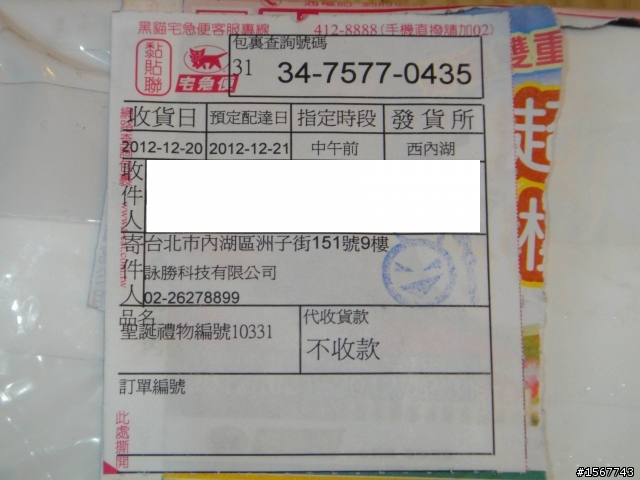 黑貓宅急便客服專線 412-8888(手機直撥請加02)
黏貼聯
宅急便
包裹查詢號碼
31 34-7577-0435
收貨日 預定配達日 指定時段 發貨所
2012-12-20 2012-12-21 中午前 西內湖
收件人
寄件人
台北市內湖區洲子街151號9樓
詠勝科技有限公司
02-26278899
品名
聖誕禮物編號10331
代收貨款
不收款
訂單編號
此處撕開
雙重
超
#1567743